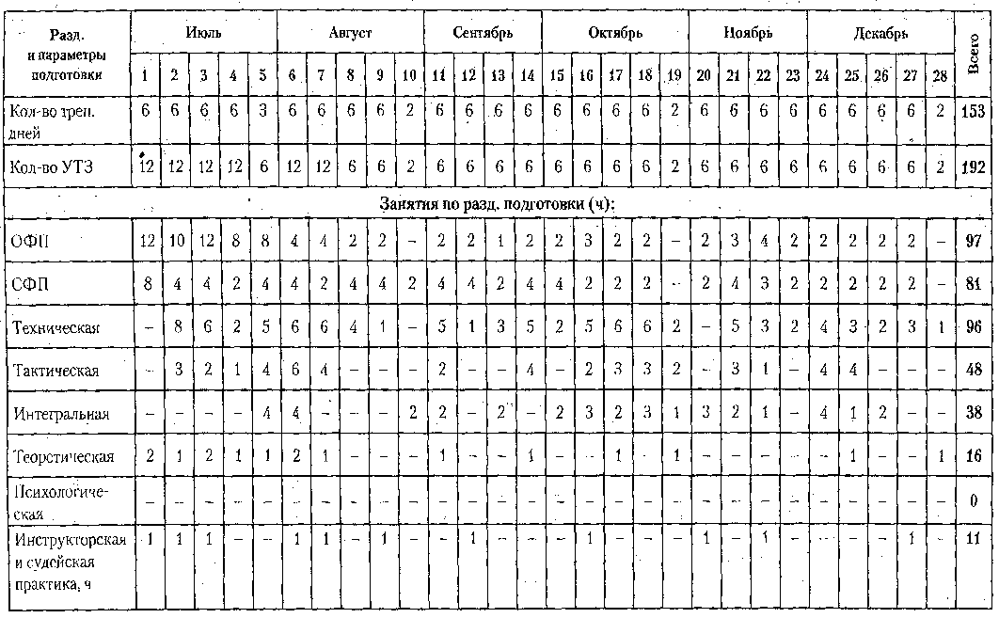 Разд. и параметры подготовки Июль Август Сентябрь Октябрь Ноябрь Декабрь Всего
1 2 3 4 5 6 7 8 9 10 11 12 13 14 15 16 17 18 19 20 21 22 23 24 25 26 27 28
Кол-во трен. дней 6 6 6 6 3 6 6 6 6 2 6 6 6 6 6 6 6 6 2 6 6 6 6 6 6 6 6 2 153
Кол-во УТЗ 12 12 12 12 6 12 12 6 6 2 6 6 6 6 6 6 6 6 2 6 6 6 6 6 6 6 6 2 192
Занятия по разд. подготовки (ч):
ОФП 12 10 12 8 8 4 4 2 2 – 2 2 1 2 2 3 2 2 – 2 3 4 2 2 2 2 2 – 97
СФП 8 4 4 2 4 4 2 4 4 2 4 4 2 4 4 2 2 2 – 2 4 3 2 2 2 2 2 – 81
Техническая – 8 6 2 5 6 6 4 1 – 5 1 3 5 2 5 6 6 2 – 5 3 2 4 3 2 3 1 96
Тактическая – 3 2 1 4 6 4 – – – 2 – – 4 – 2 3 3 2 – 3 1 – 4 4 – – – 48
Интегральная – – – – 4 4 – – – 2 2 – 2 – 2 3 2 3 1 3 2 1 – 4 1 2 – – 38
Теоретическая 2 1 2 1 1 2 1 – – – 1 – – 1 – – 1 – 1 – – – – – 1 – – 1 16
Психологиче-
ская – – – – – – – – – – – – – – – – – – – – – – – – – – – – 0
Инструкторская 1 1 1 – – 1 1 – 1 – – 1 – – – 1 – – – 1 – 1 – – – – 1 – 11
и судейская
практика, ч